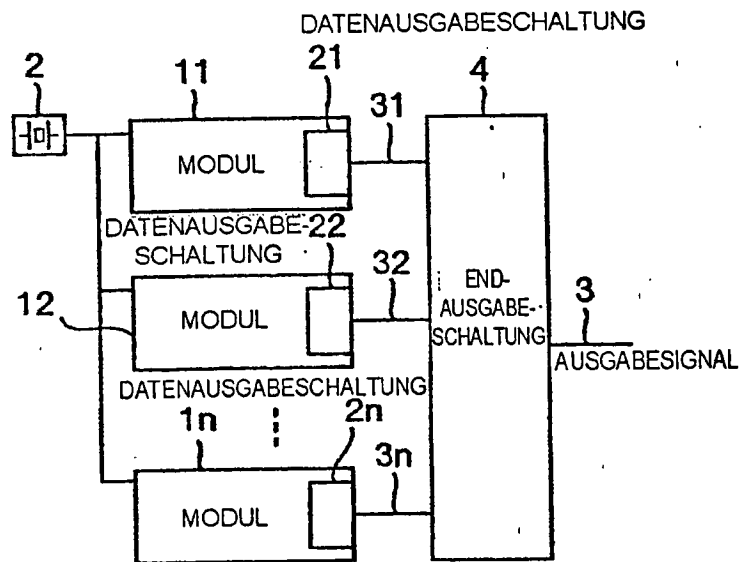 DATENAUSGABESCHALTUNG
2
11
21
31
4
MODUL
DATENAUSGABE-
SCHALTUNG
22
32
12
MODUL
END-
AUSGABE-
SCHALTUNG
3
AUSGABESIGNAL
DATENAUSGABESCHALTUNG
1n
2n
3n
MODUL